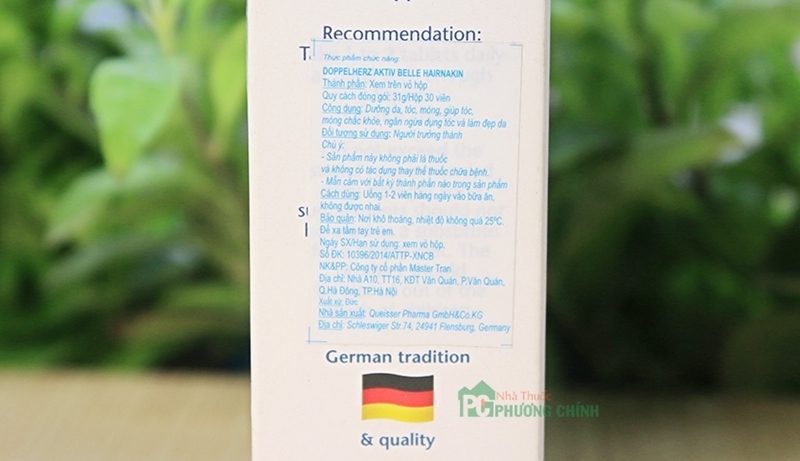 Recommendation:
Thực phẩm chức năng:
DOPPELHERZ AKTIV BELLE HAIRNAKIN
Thành phần: Xem trên vỏ hộp
Quy cách đóng gói: 31g/Hộp 30 viên
Công dụng: Dưỡng da, tóc, móng, giúp tóc,
móng chắc khỏe, ngăn ngừa dụng tóc và làm đẹp da
Đối tượng sử dụng: Người trưởng thành
Chú ý:
- Sản phẩm này không phải là thuốc
và không có tác dụng thay thế thuốc chữa bệnh.
- Mẫn cảm với bất kỳ thành phần nào trong sản phẩm
Cách dùng: Uống 1-2 viên hàng ngày vào bữa ăn,
không được nhai.
Bảo quản: Nơi khô thoáng, nhiệt độ không quá 25ºC.
Để xa tầm tay trẻ em.
Ngày SX/Hạn sử dụng: xem vỏ hộp.
Số ĐK: 10396/2014/ATTP-XNCB
NK&PP: Công ty cổ phần Master Tran
Địa chỉ: Nhà A10, TT16, KĐT Văn Quán, P.Văn Quán,
Q.Hà Đông, TP.Hà Nội
Xuất xứ: Đức
Nhà sản xuất: Queisser Pharma GmbH&Co.KG
Địa chỉ: Schleswiger Str.74, 24941 Flensburg, Germany
German tradition
& quality
PC Nhà Thuốc
PHƯƠNG CHÍNH